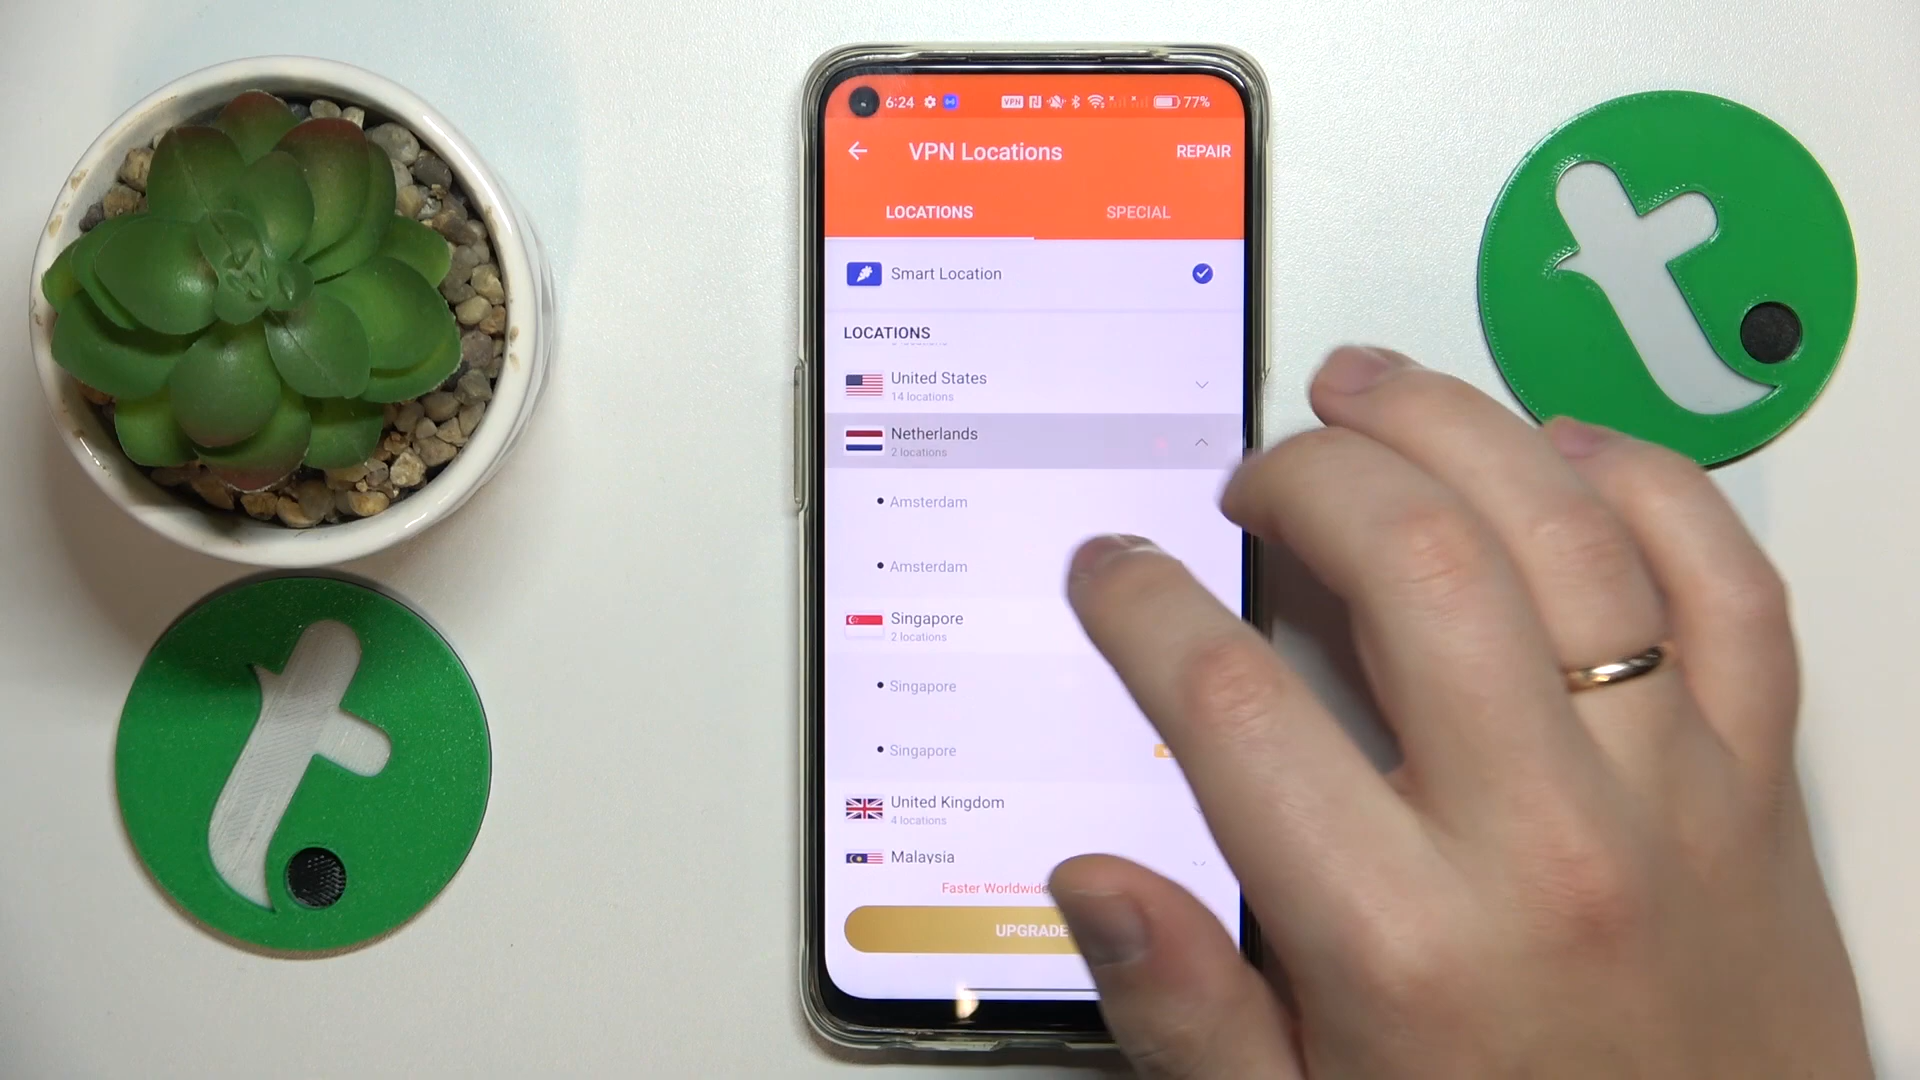 6:24 VPN 77%
VPN Locations REPAIR
LOCATIONS SPECIAL
Smart Location
LOCATIONS
United States
14 locations
Netherlands
2 locations
Amsterdam
Amsterdam
Singapore
2 locations
Singapore
Singapore
United Kingdom
4 locations
Malaysia
Faster Worldwide
UPGRADE